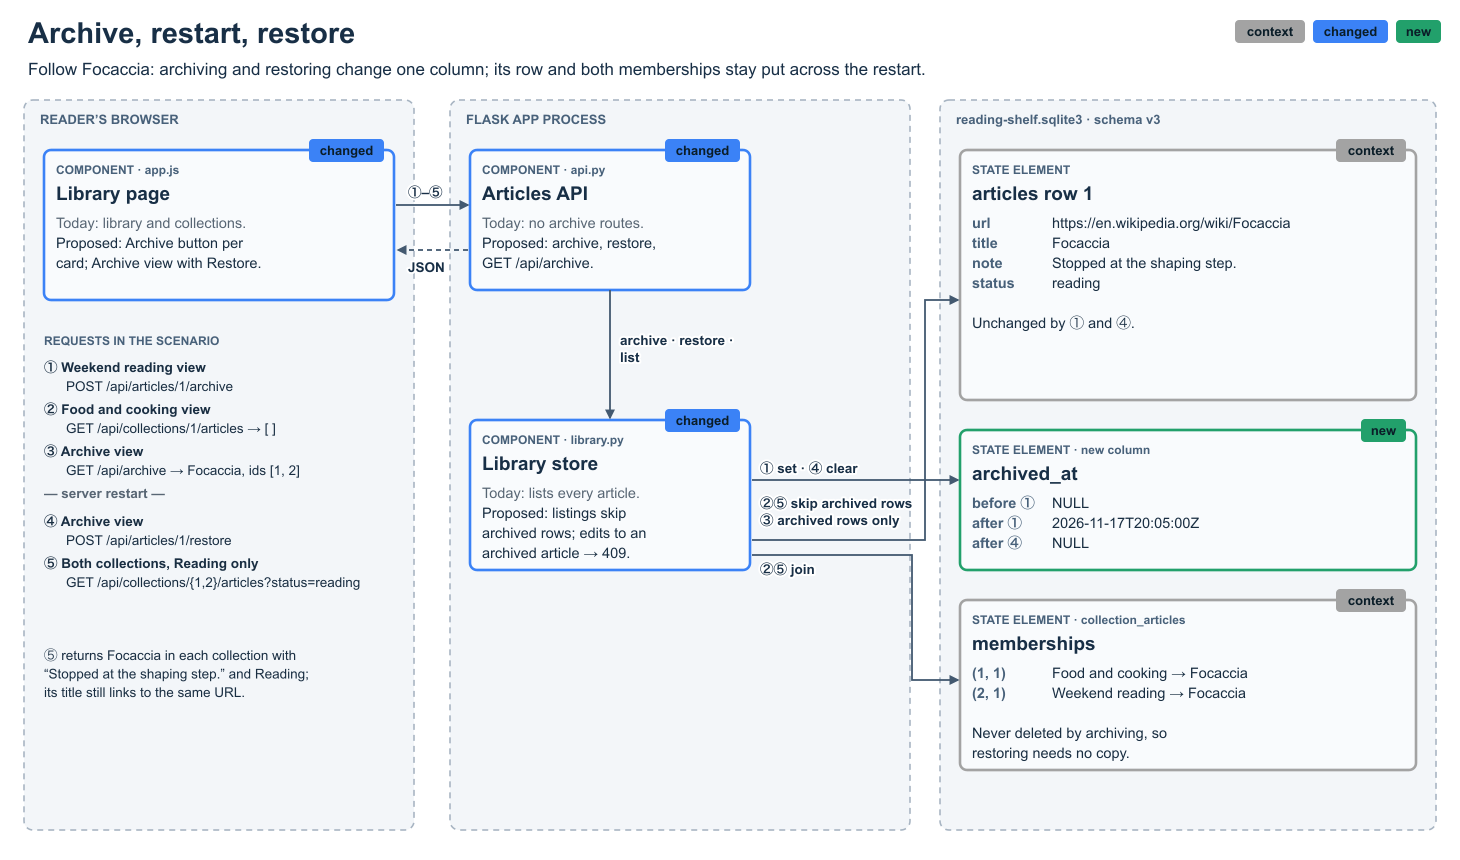 Archive, restart, restore
context
changed
new
Follow Focaccia: archiving and restoring change one column; its row and both memberships stay put across the restart.
READER'S BROWSER
changed
COMPONENT · app.js
Library page
Today: library and collections.
Proposed: Archive button per
card; Archive view with Restore.
①–⑤
JSON
REQUESTS IN THE SCENARIO
① Weekend reading view
POST /api/articles/1/archive
② Food and cooking view
GET /api/collections/1/articles → [ ]
③ Archive view
GET /api/archive → Focaccia, ids [1, 2]
— server restart —
④ Archive view
POST /api/articles/1/restore
⑤ Both collections, Reading only
GET /api/collections/{1,2}/articles?status=reading
⑤ returns Focaccia in each collection with
“Stopped at the shaping step.” and Reading;
its title still links to the same URL.
FLASK APP PROCESS
changed
COMPONENT · api.py
Articles API
Today: no archive routes.
Proposed: archive, restore,
GET /api/archive.
archive · restore ·
list
changed
COMPONENT · library.py
Library store
Today: lists every article.
Proposed: listings skip
archived rows; edits to an
archived article → 409.
① set · ④ clear
②⑤ skip archived rows
③ archived rows only
②⑤ join
reading-shelf.sqlite3 · schema v3
context
STATE ELEMENT
articles row 1
url https://en.wikipedia.org/wiki/Focaccia
title Focaccia
note Stopped at the shaping step.
status reading
Unchanged by ① and ④.
new
STATE ELEMENT · new column
archived_at
before ① NULL
after ① 2026-11-17T20:05:00Z
after ④ NULL
context
STATE ELEMENT · collection_articles
memberships
(1, 1) Food and cooking → Focaccia
(2, 1) Weekend reading → Focaccia
Never deleted by archiving, so
restoring needs no copy.